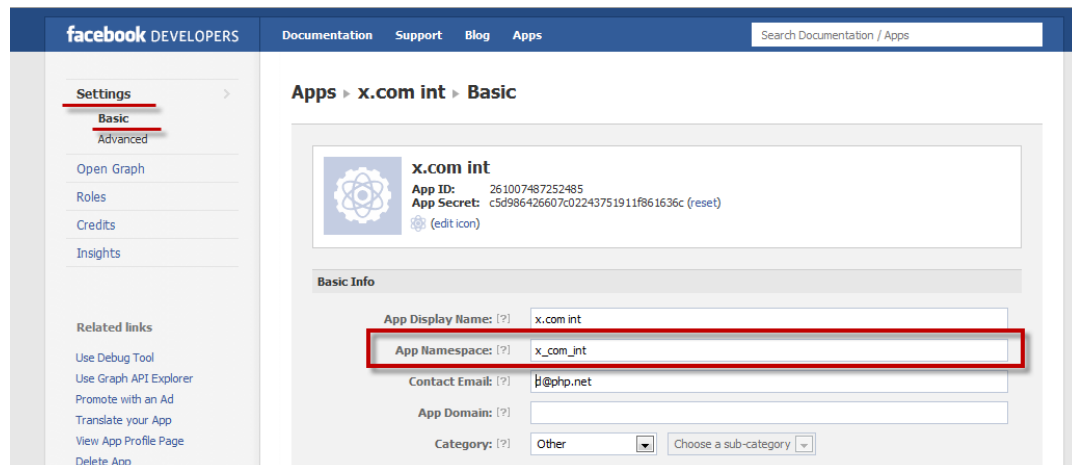 facebook DEVELOPERS Documentation Support Blog Apps Search Documentation / Apps
Settings
Basic
Advanced
Open Graph
Roles
Credits
Insights
Related links
Use Debug Tool
Use Graph API Explorer
Promote with an Ad
Translate your App
View App Profile Page
Delete App
Apps ▸ x.com int ▸ Basic
x.com int
App ID: 261007487252485
App Secret: c5d986426607c02243751911f861636c (reset)
(edit icon)
Basic Info
App Display Name: [?] x.com int
App Namespace: [?] x_com_int
Contact Email: [?] d@php.net
App Domain: [?]
Category: [?] Other Choose a sub-category